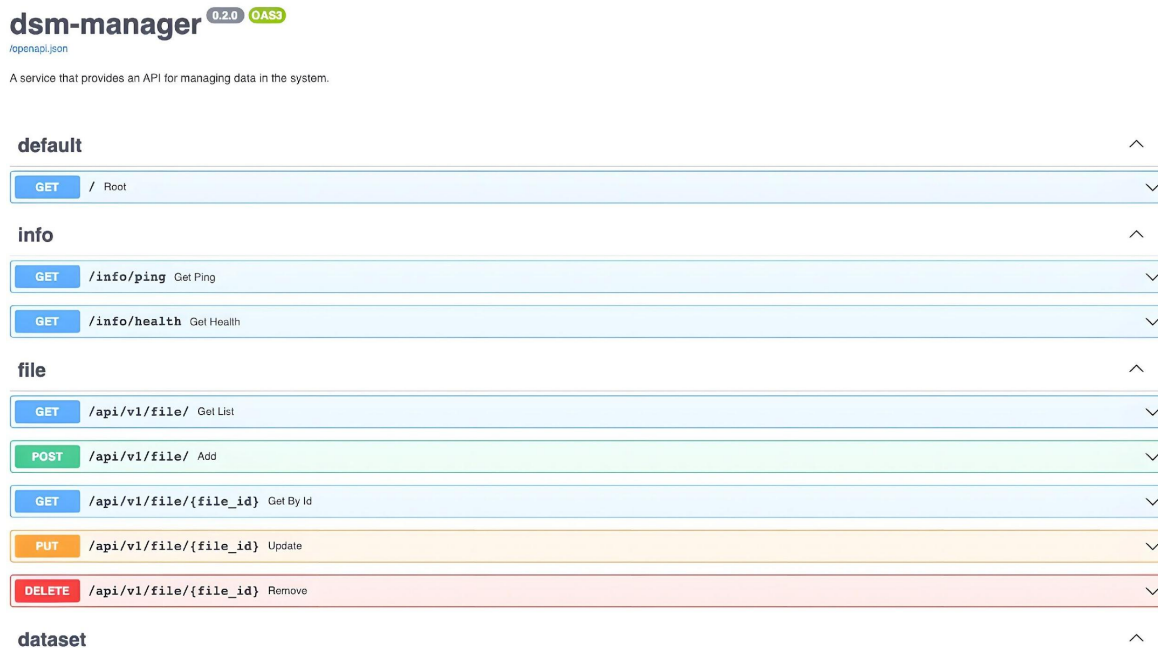 dsm-manager 0.2.0 OAS3
/openapi.json
A service that provides an API for managing data in the system.
default
GET / Root
info
GET /info/ping Get Ping
GET /info/health Get Health
file
GET /api/v1/file/ Get List
POST /api/v1/file/ Add
GET /api/v1/file/{file_id} Get By Id
PUT /api/v1/file/{file_id} Update
DELETE /api/v1/file/{file_id} Remove
dataset